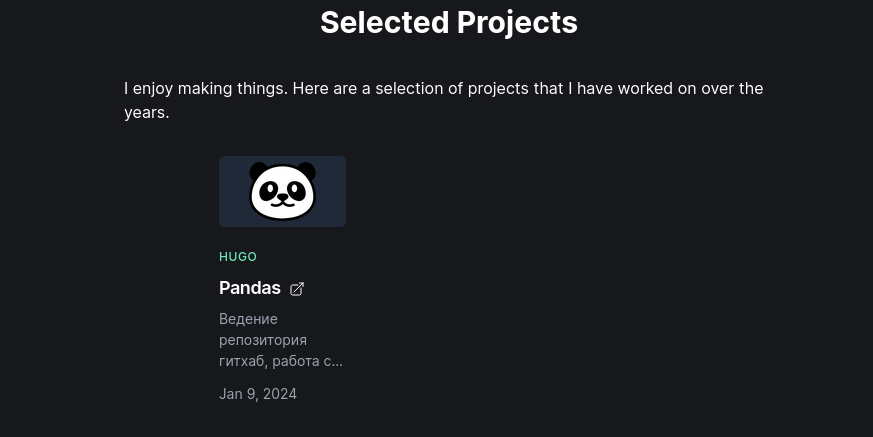 Selected Projects
I enjoy making things. Here are a selection of projects that I have worked on over the
years.
HUGO
Pandas
Ведение
репозитория
гитхаб, работа с...
Jan 9, 2024